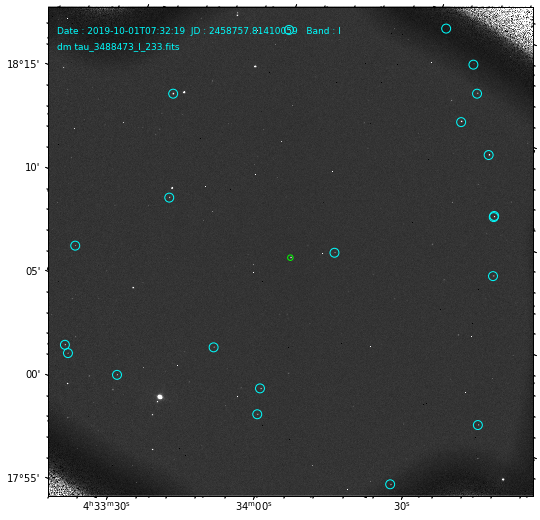 Date : 2019-10-01T07:32:19 JD : 2458757.81410059 Band : I
dm tau_3488473_I_233.fits
18°15'
10'
05'
00'
17°55'
4ʰ33ᵐ30ˢ 34ᵐ00ˢ 30ˢ